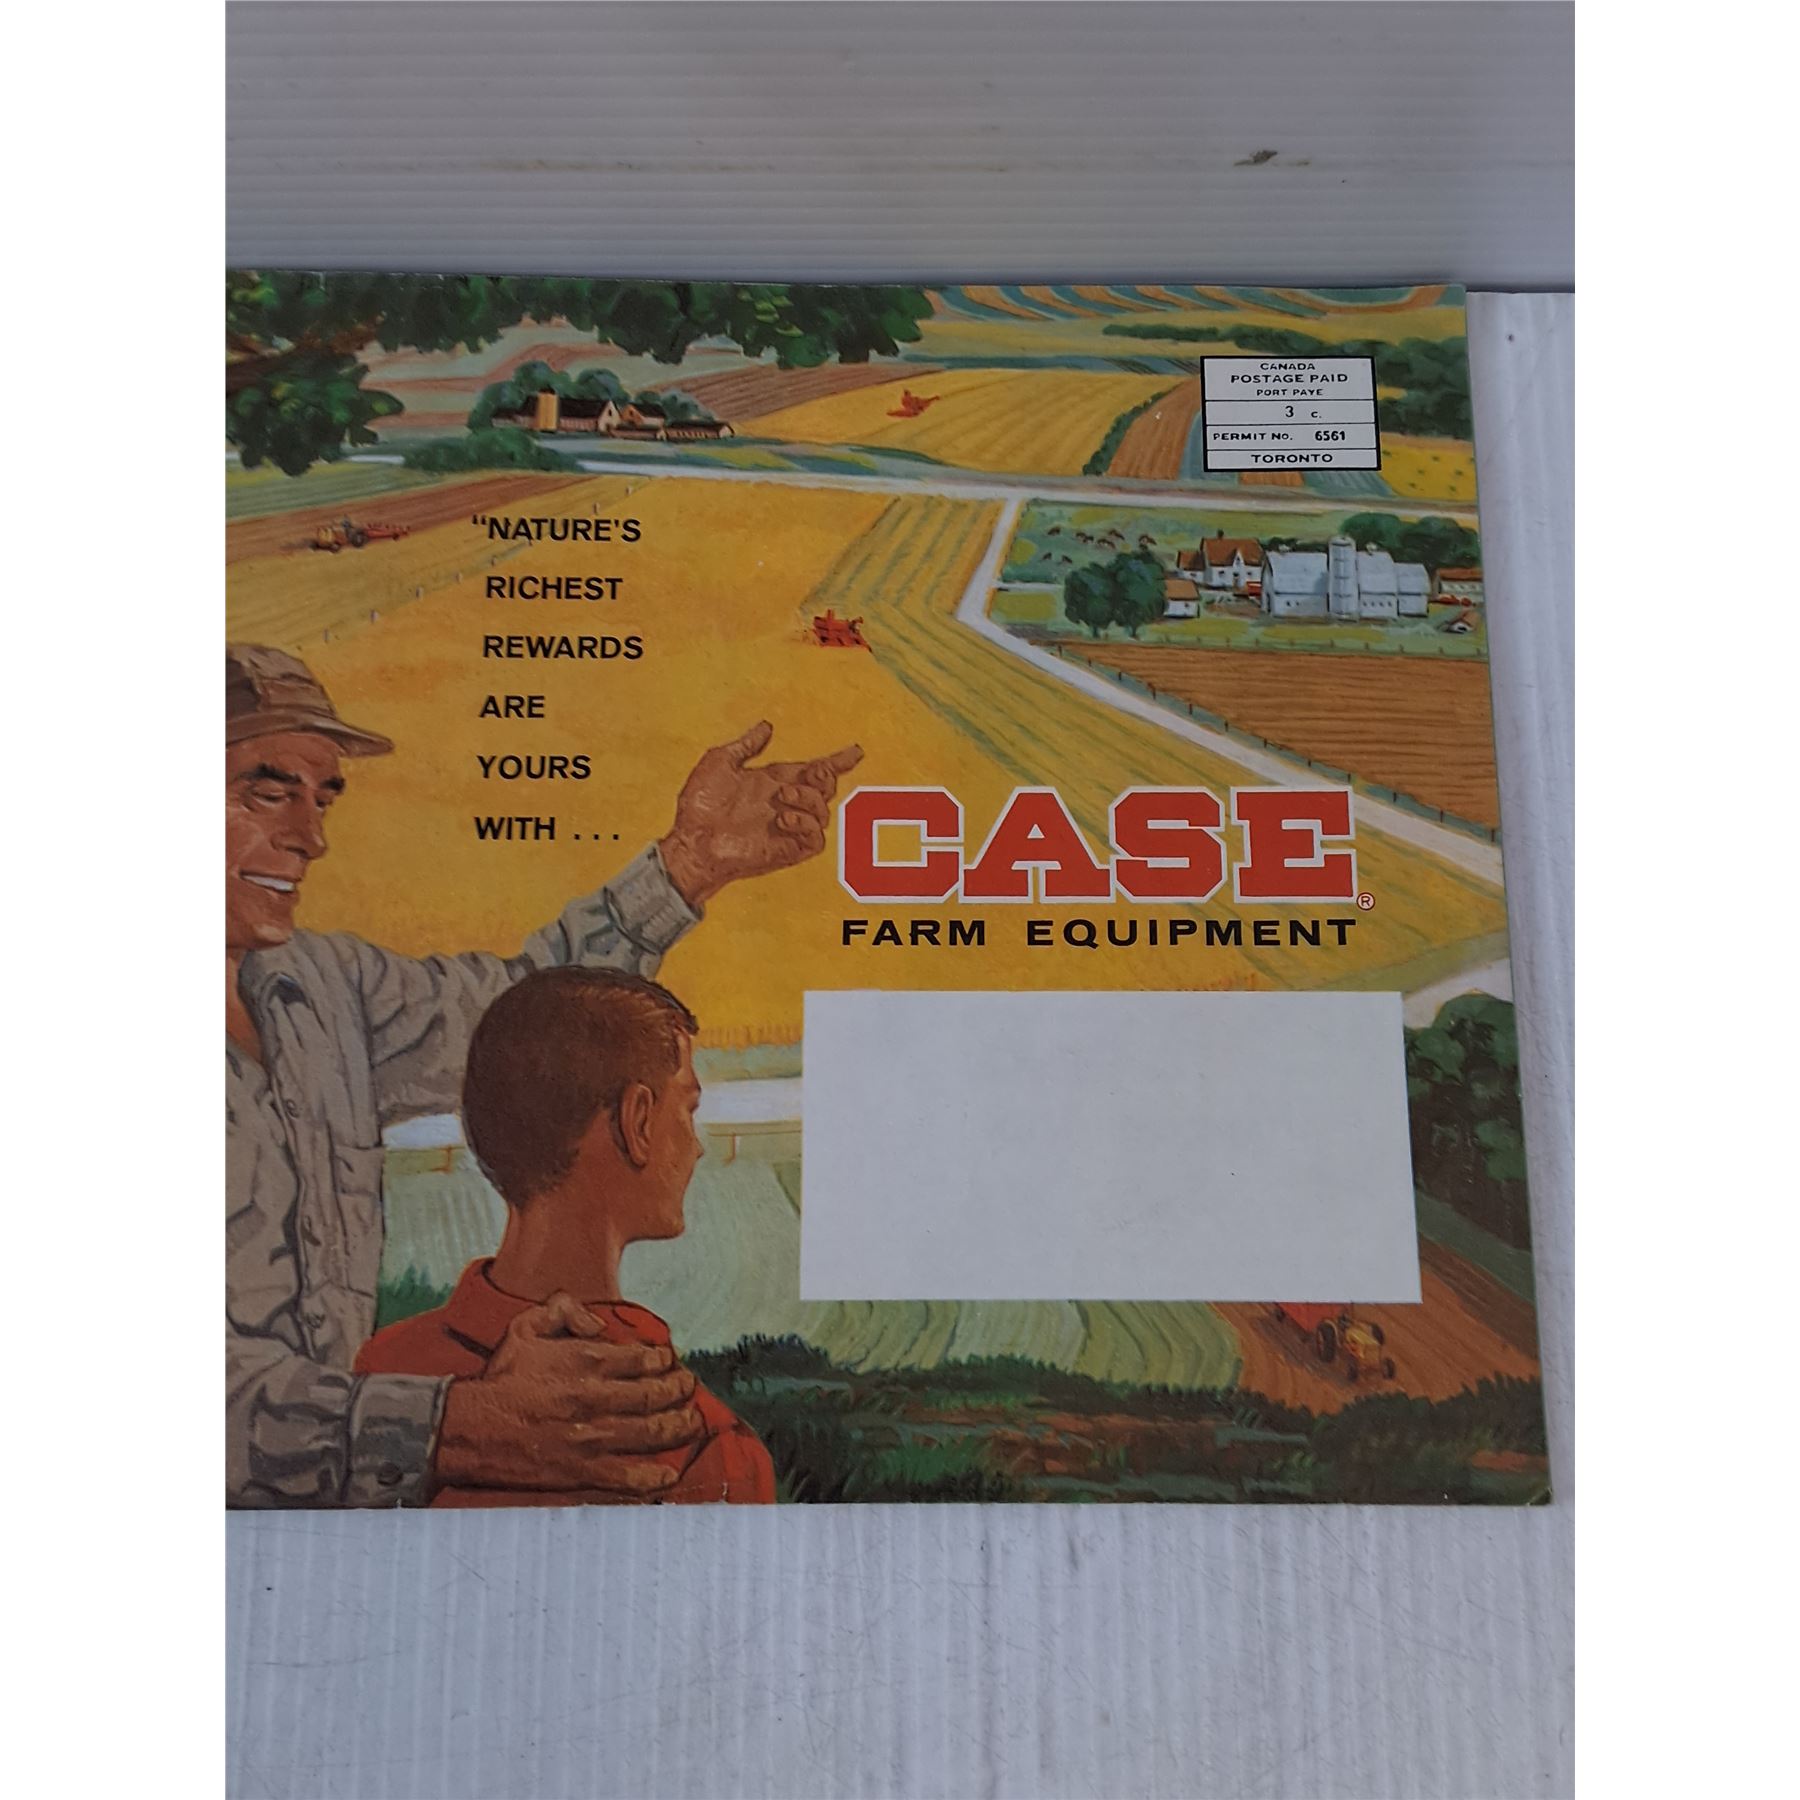 CANADA
POSTAGE PAID
PORT PAYE
3 C.
PERMIT NO. 6561
TORONTO
"NATURE'S
RICHEST
REWARDS
ARE
YOURS
WITH ...
CASE®
FARM EQUIPMENT